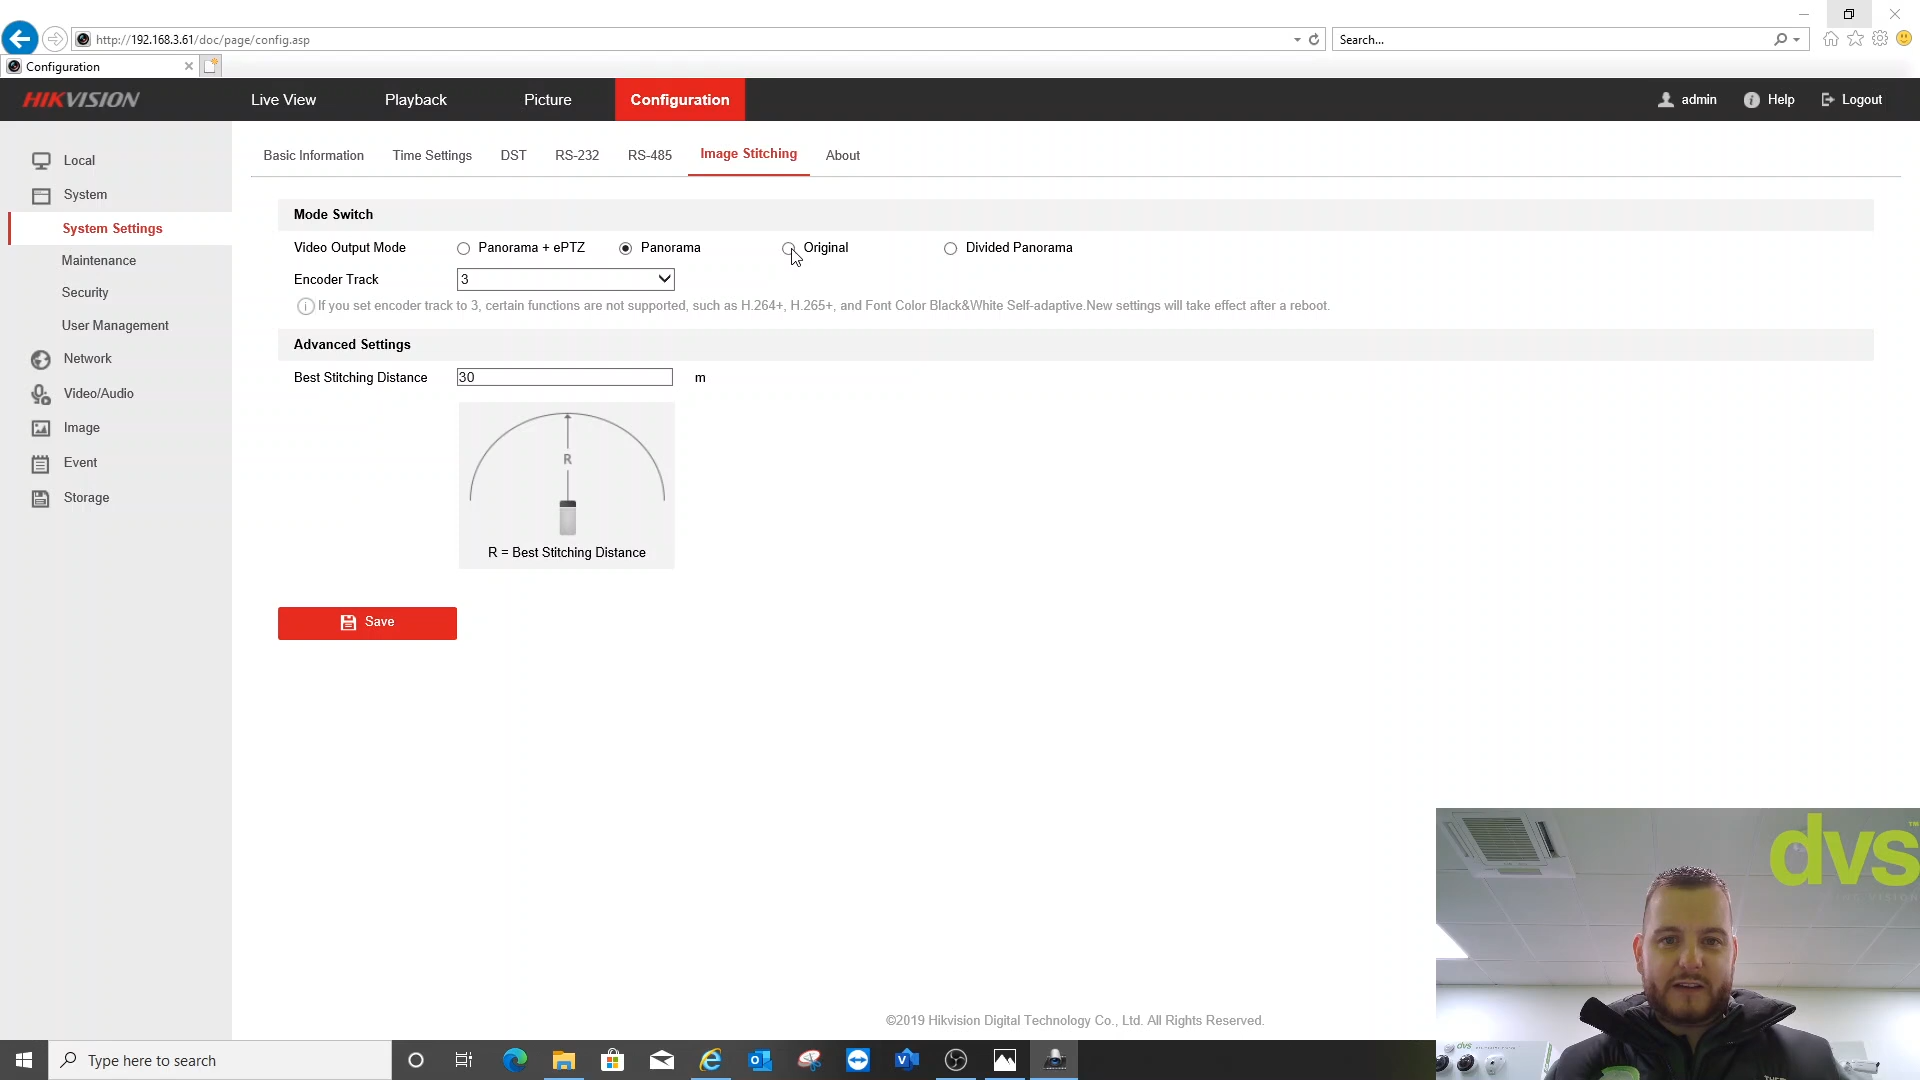 http://192.168.3.61/doc/page/config.asp
Search...
Configuration
HIKVISION
Live View
Playback
Picture
Configuration
admin
Help
Logout
Basic Information
Time Settings
DST
RS-232
RS-485
Image Stitching
About
Local
System
System Settings
Maintenance
Security
User Management
Network
Video/Audio
Image
Event
Storage
Mode Switch
Video Output Mode
Panorama + ePTZ
Panorama
Original
Divided Panorama
Encoder Track
3
If you set encoder track to 3, certain functions are not supported, such as H.264+, H.265+, and Font Color Black&White Self-adaptive.New settings will take effect after a reboot.
Advanced Settings
Best Stitching Distance
30
m
R
R = Best Stitching Distance
Save
©2019 Hikvision Digital Technology Co., Ltd. All Rights Reserved.
dvs™
dvs
Type here to search